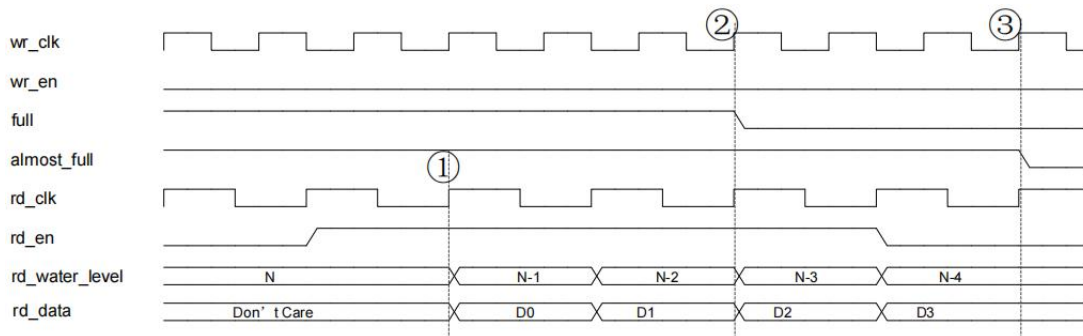 wr_clk ② ③
wr_en
full
almost_full ①
rd_clk
rd_en
rd_water_level N N-1 N-2 N-3 N-4
rd_data Don’t Care D0 D1 D2 D3